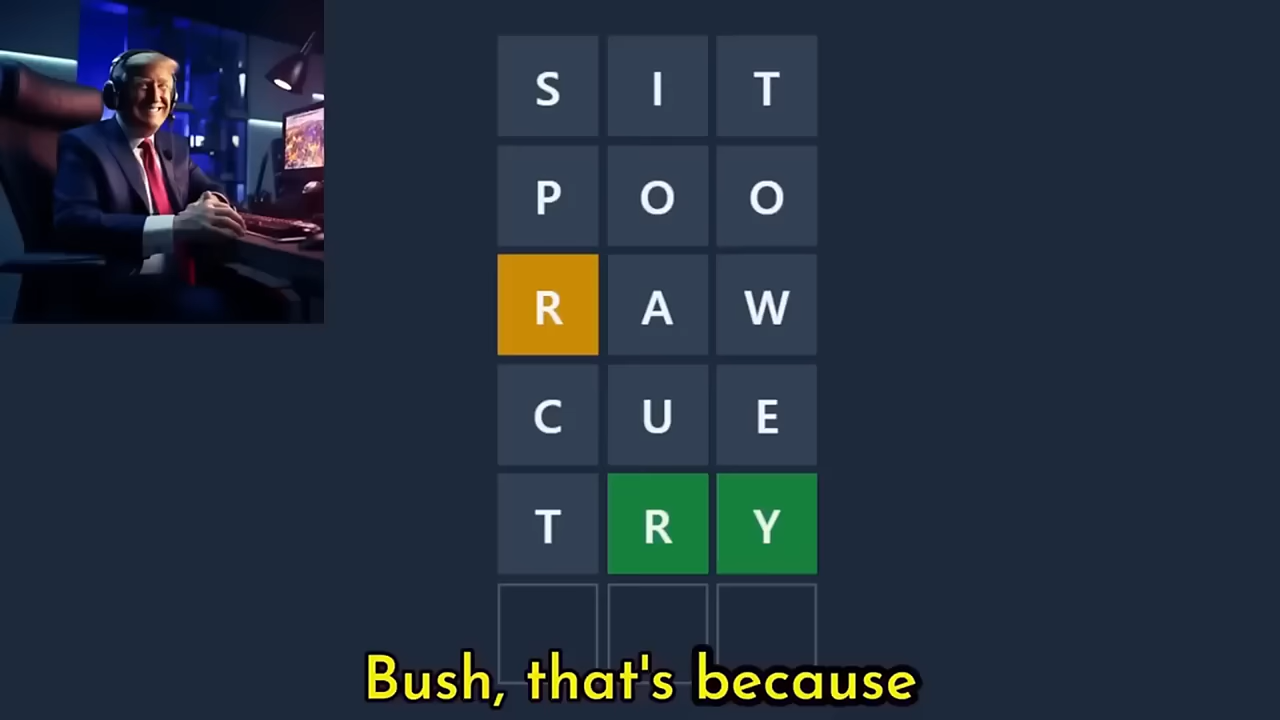 S I T
P O O
R A W
C U E
T R Y
Bush, that's because